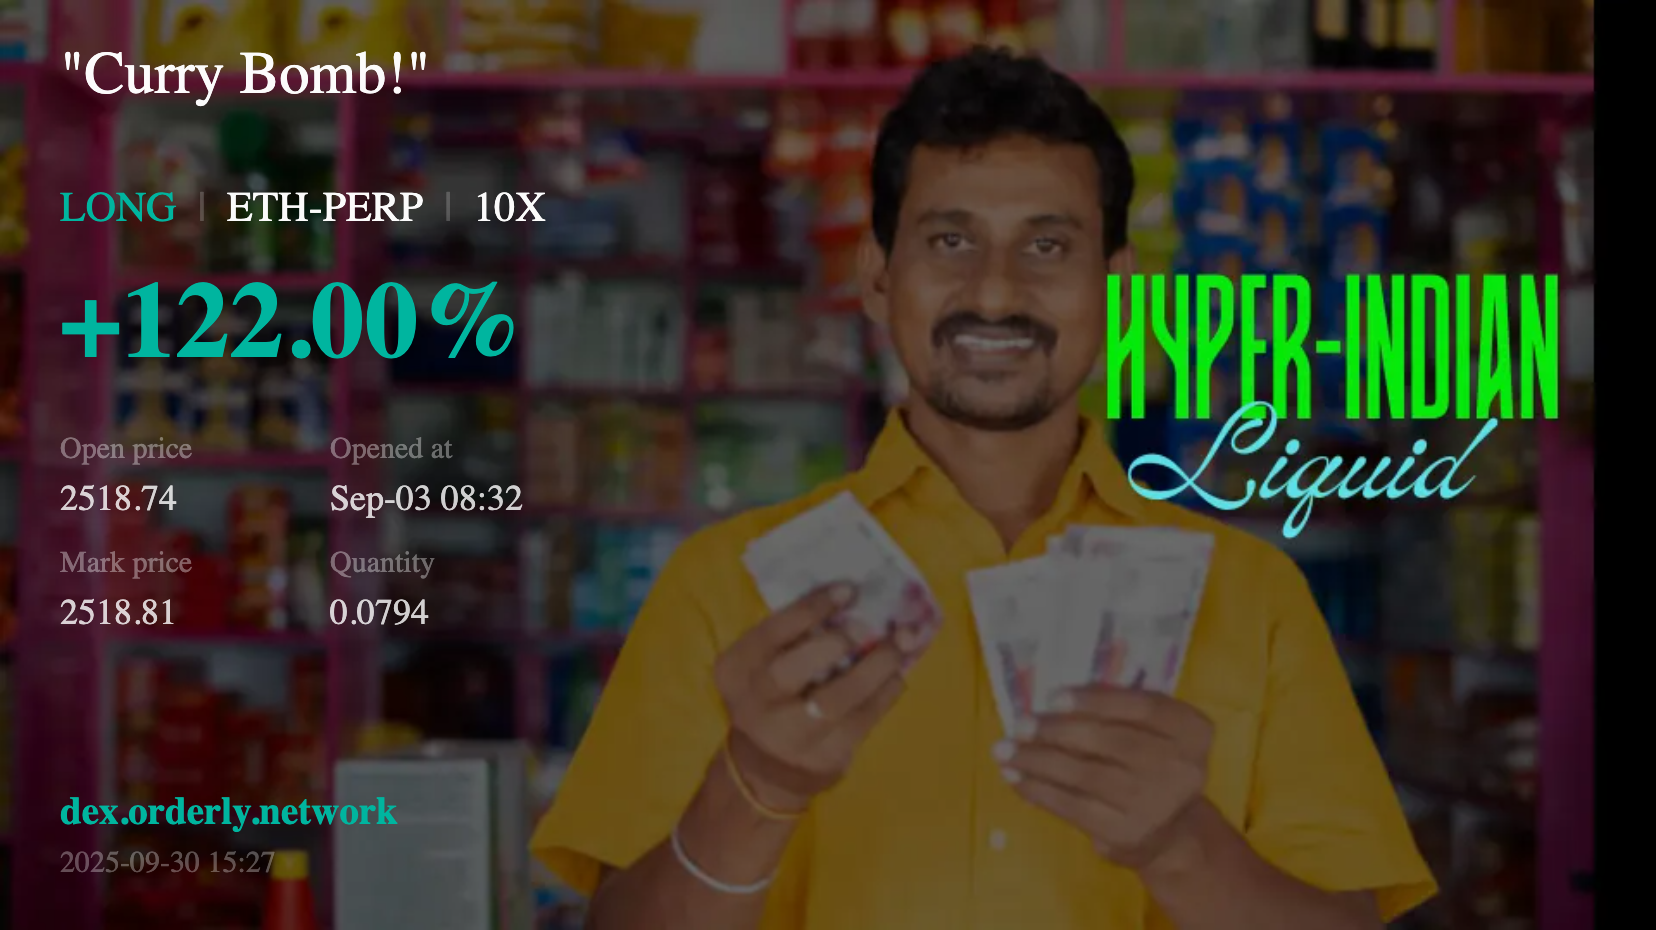 "Curry Bomb!"
LONG | ETH-PERP | 10X
+122.00%
HYPER-INDIAN
Liquid
Open price Opened at
2518.74 Sep-03 08:32
Mark price Quantity
2518.81 0.0794
dex.orderly.network
2025-09-30 15:27